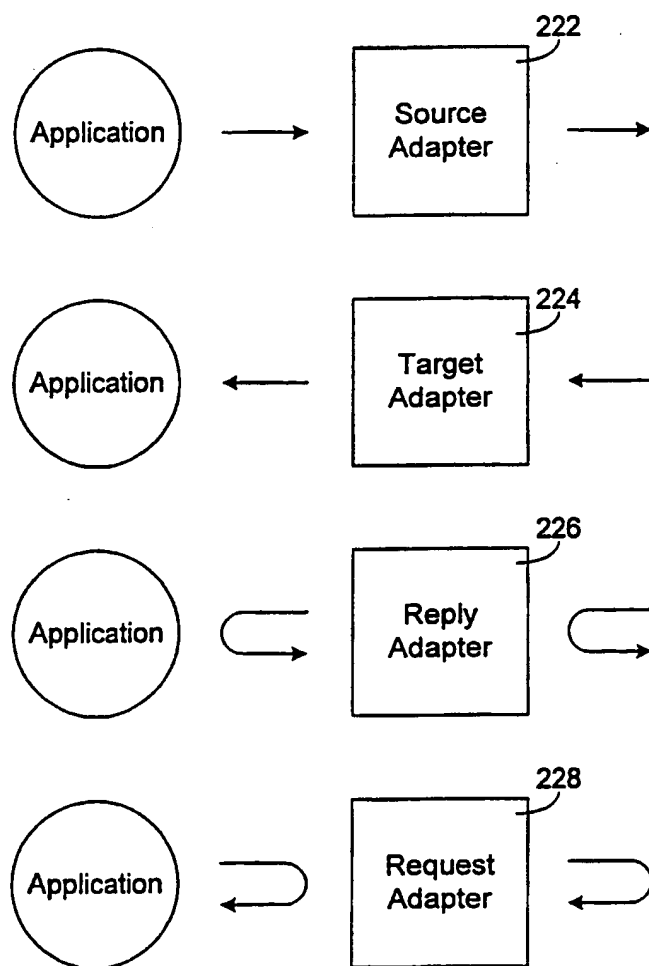 222
Application
Source
Adapter
224
Application
Target
Adapter
226
Application
Reply
Adapter
228
Application
Request
Adapter